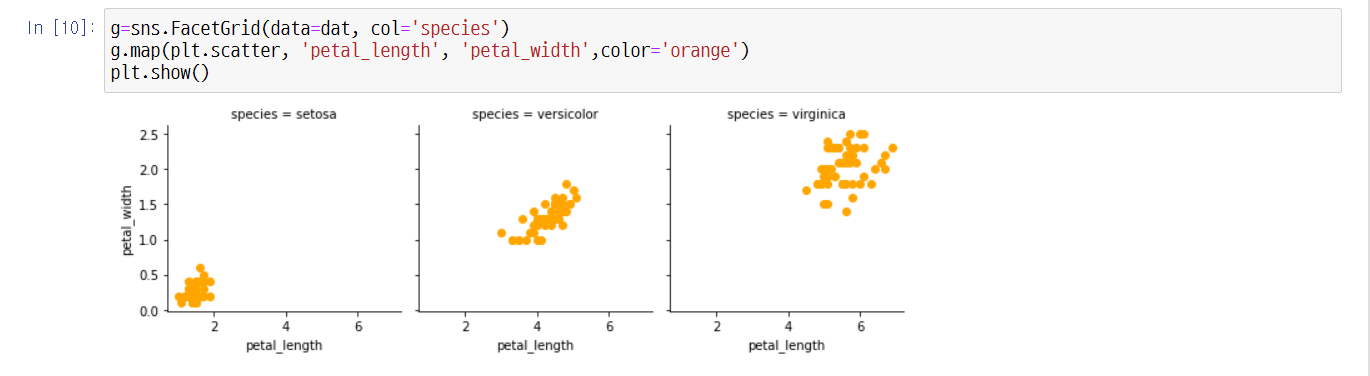 In [10]:
g=sns.FacetGrid(data=dat, col='species')
g.map(plt.scatter, 'petal_length', 'petal_width',color='orange')
plt.show()
species = setosa
species = versicolor
species = virginica
2.5
2.0
1.5
1.0
0.5
0.0
petal_width
2 4 6
2 4 6
2 4 6
petal_length
petal_length
petal_length